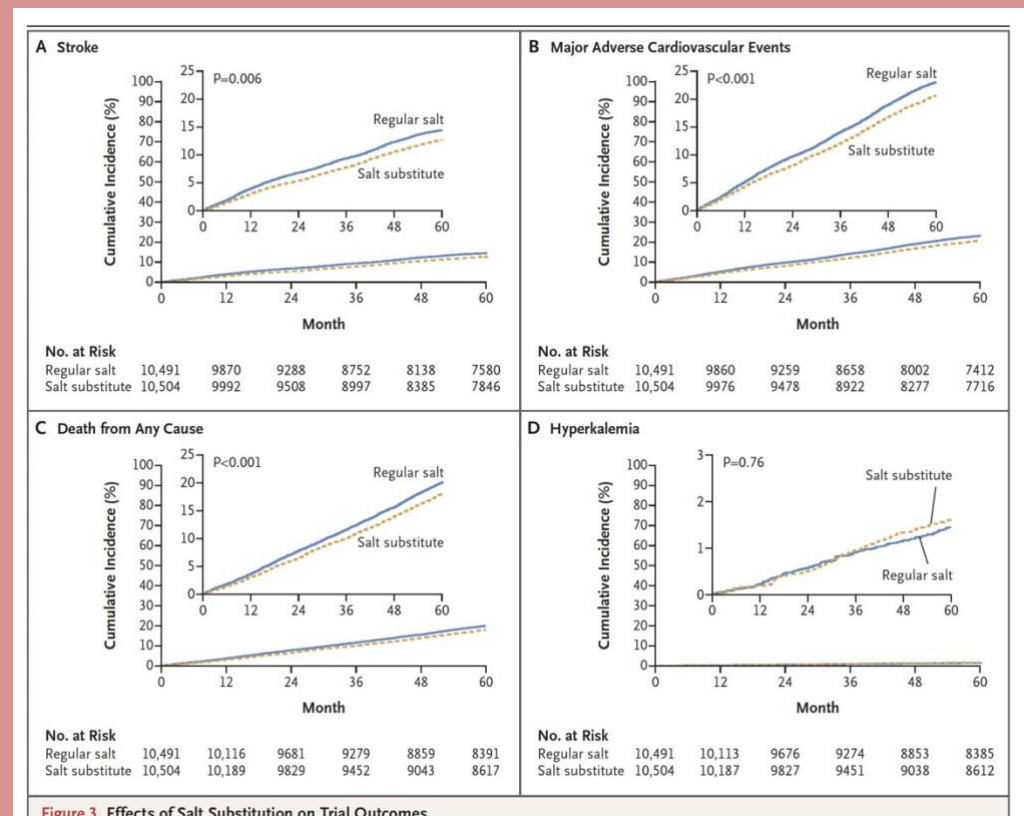 A Stroke
Cumulative Incidence (%)
100
90
80
70
60
50
40
30
20
10
0
25
20
15
10
5
0
P=0.006
Regular salt
Salt substitute
0 12 24 36 48 60
0 12 24 36 48 60
Month
No. at Risk
Regular salt 10,491 9870 9288 8752 8138 7580
Salt substitute 10,504 9992 9508 8997 8385 7846
B Major Adverse Cardiovascular Events
Cumulative Incidence (%)
100
90
80
70
60
50
40
30
20
10
0
25
20
15
10
5
0
P<0.001
Regular salt
Salt substitute
0 12 24 36 48 60
0 12 24 36 48 60
Month
No. at Risk
Regular salt 10,491 9860 9259 8658 8002 7412
Salt substitute 10,504 9976 9478 8922 8277 7716
C Death from Any Cause
Cumulative Incidence (%)
100
90
80
70
60
50
40
30
20
10
0
25
20
15
10
5
0
P<0.001
Regular salt
Salt substitute
0 12 24 36 48 60
0 12 24 36 48 60
Month
No. at Risk
Regular salt 10,491 10,116 9681 9279 8859 8391
Salt substitute 10,504 10,189 9829 9452 9043 8617
D Hyperkalemia
Cumulative Incidence (%)
100
90
80
70
60
50
40
30
20
10
0
3
2
1
0
P=0.76
Salt substitute
Regular salt
0 12 24 36 48 60
0 12 24 36 48 60
Month
No. at Risk
Regular salt 10,491 10,113 9676 9274 8853 8385
Salt substitute 10,504 10,187 9827 9451 9038 8612
Figure 3. Effects of Salt Substitution on Trial Outcomes.